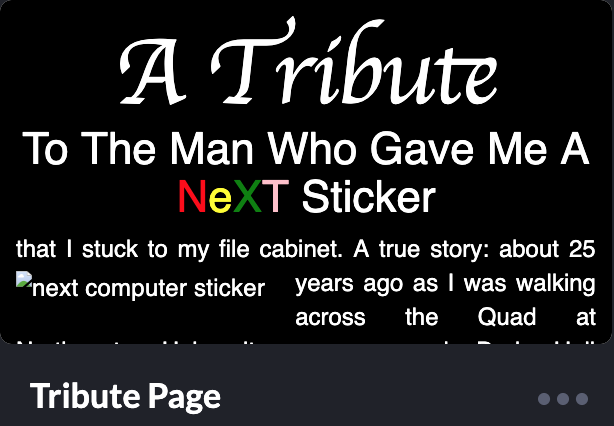 A Tribute
To The Man Who Gave Me A
NeXT Sticker
that I stuck to my file cabinet. A true story: about 25
next computer sticker years ago as I was walking
across the Quad at
Tribute Page